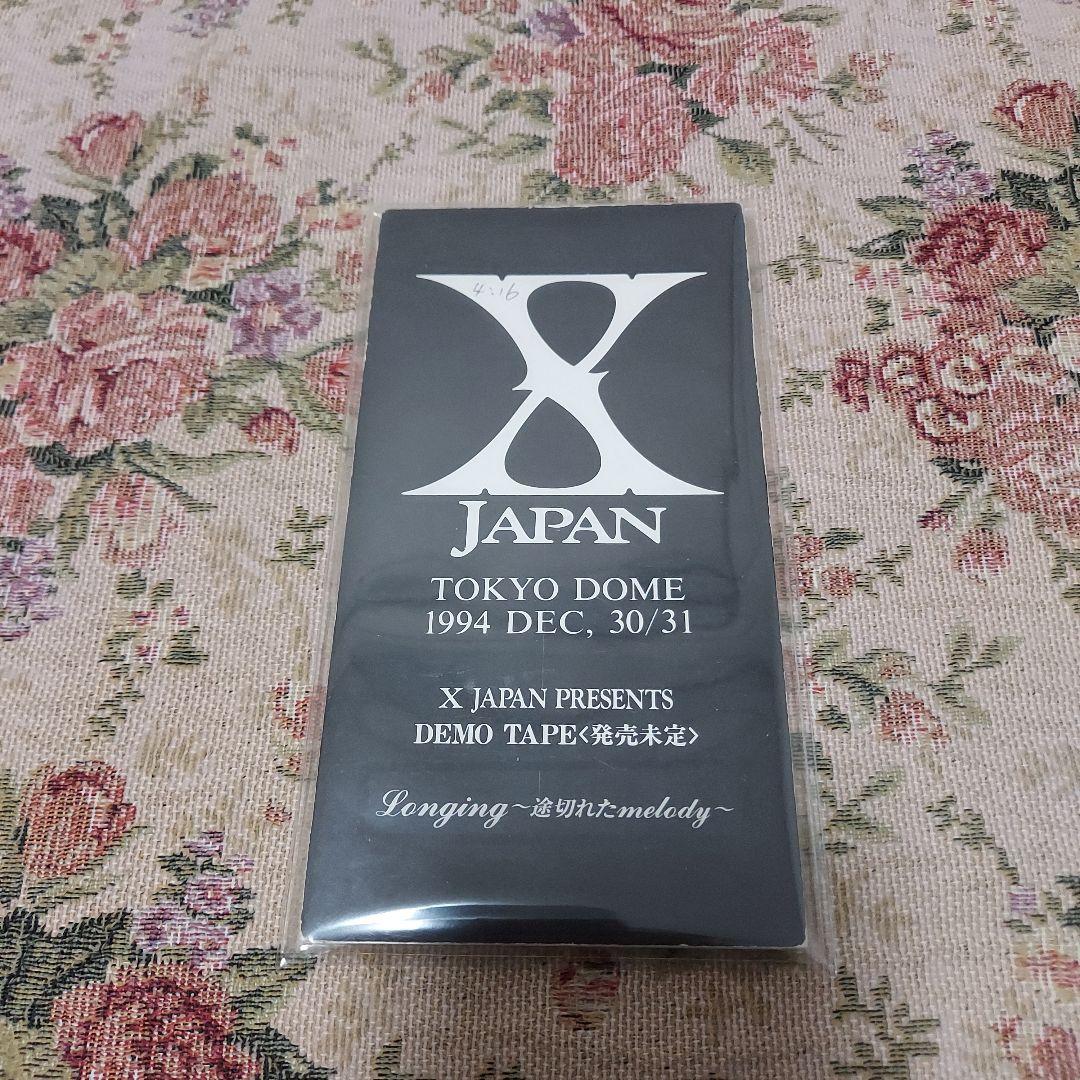 4:16
X
JAPAN
TOKYO DOME
1994 DEC, 30/31
X JAPAN PRESENTS
DEMO TAPE<発売未定>
Longing～途切れたmelody～